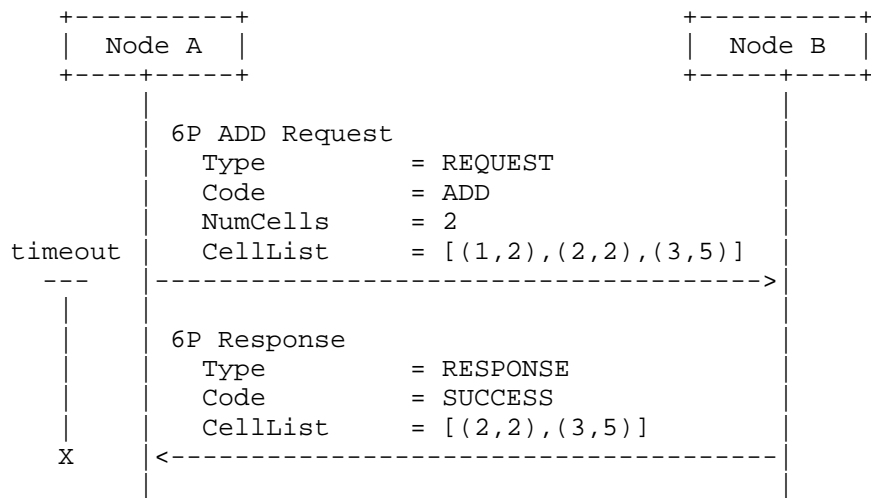 Node A Node B
6P ADD Request
Type = REQUEST
Code = ADD
NumCells = 2
timeout CellList = [(1,2),(2,2),(3,5)]
6P Response
Type = RESPONSE
Code = SUCCESS
CellList = [(2,2),(3,5)]
X